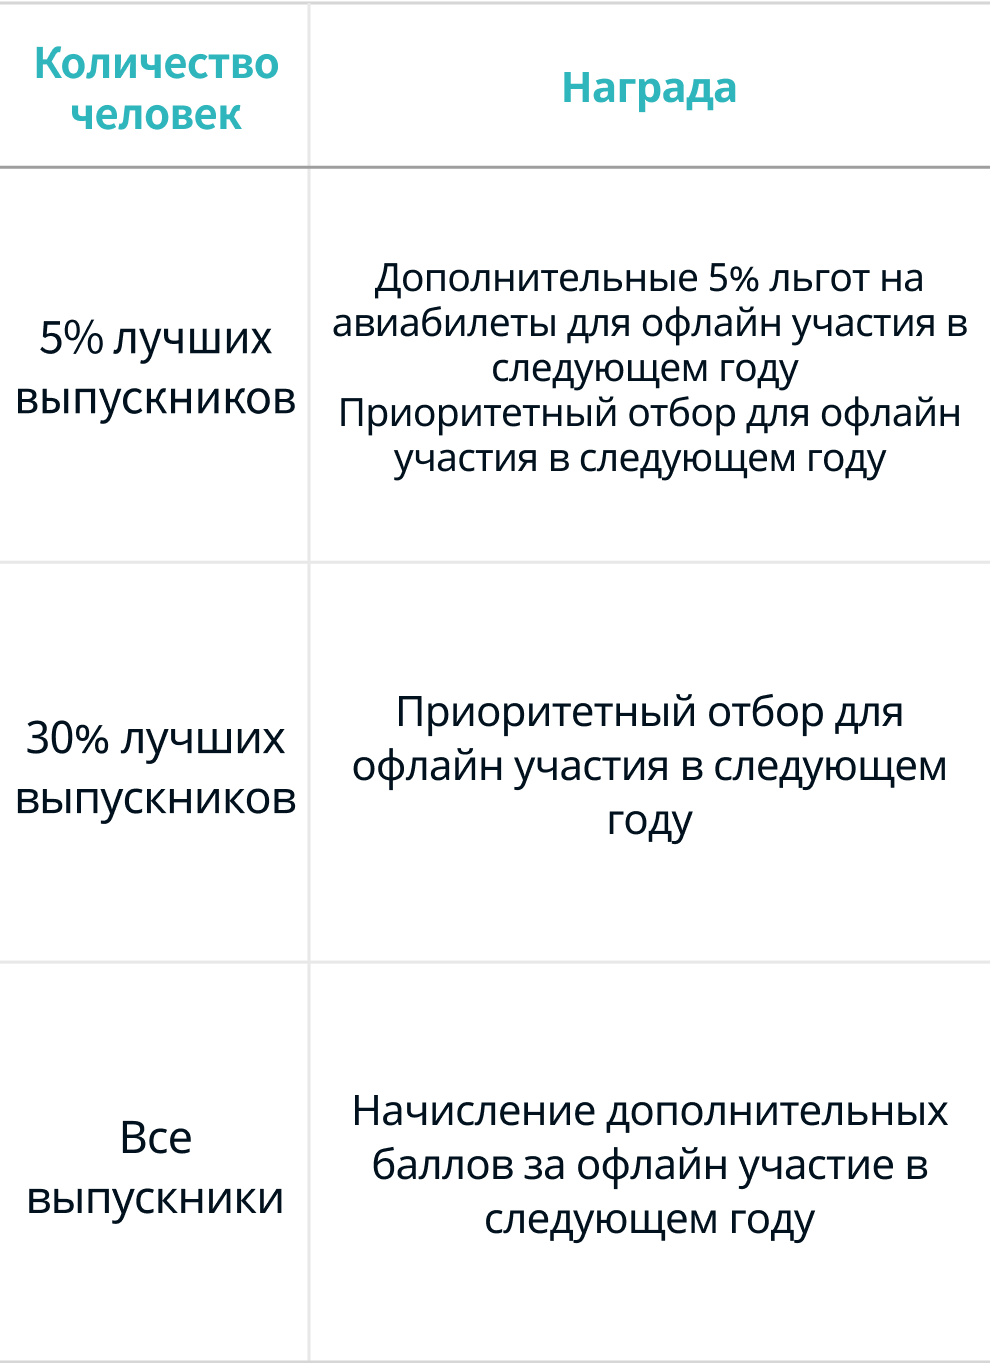 Количество
человек
Награда
5% лучших
выпускников
Дополнительные 5% льгот на
авиабилеты для офлайн участия в
следующем году
Приоритетный отбор для офлайн
участия в следующем году
30% лучших
выпускников
Приоритетный отбор для
офлайн участия в следующем
году
Все
выпускники
Начисление дополнительных
баллов за офлайн участие в
следующем году